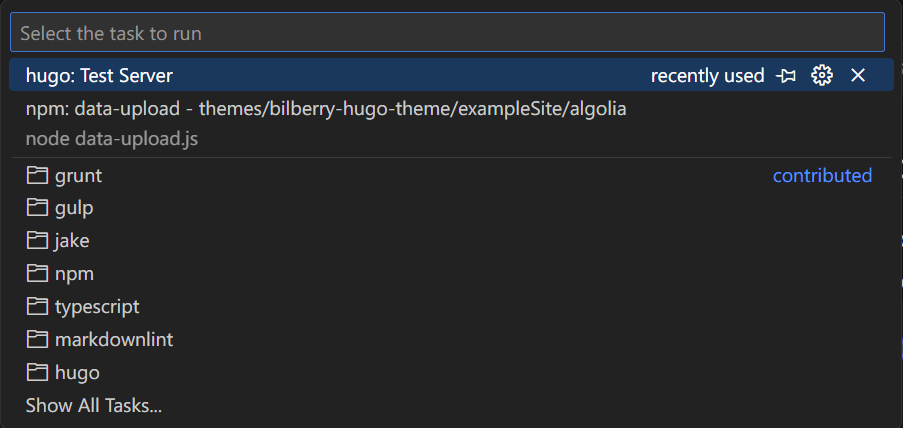 Select the task to run
hugo: Test Server recently used
npm: data-upload - themes/bilberry-hugo-theme/exampleSite/algolia
node data-upload.js
grunt contributed
gulp
jake
npm
typescript
markdownlint
hugo
Show All Tasks...